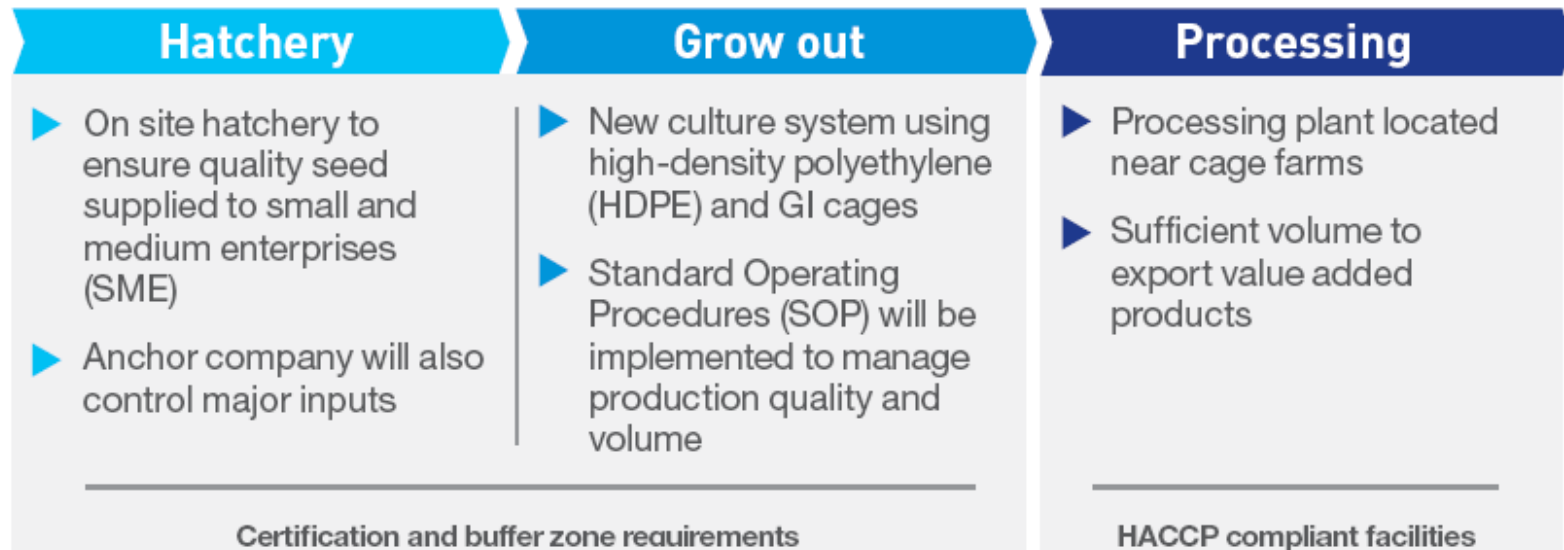 Hatchery
Grow out
Processing
On site hatchery to
ensure quality seed
supplied to small and
medium enterprises
(SME)
Anchor company will also
control major inputs
New culture system using
high-density polyethylene
(HDPE) and GI cages
Standard Operating
Procedures (SOP) will be
implemented to manage
production quality and
volume
Processing plant located
near cage farms
Sufficient volume to
export value added
products
Certification and buffer zone requirements
HACCP compliant facilities